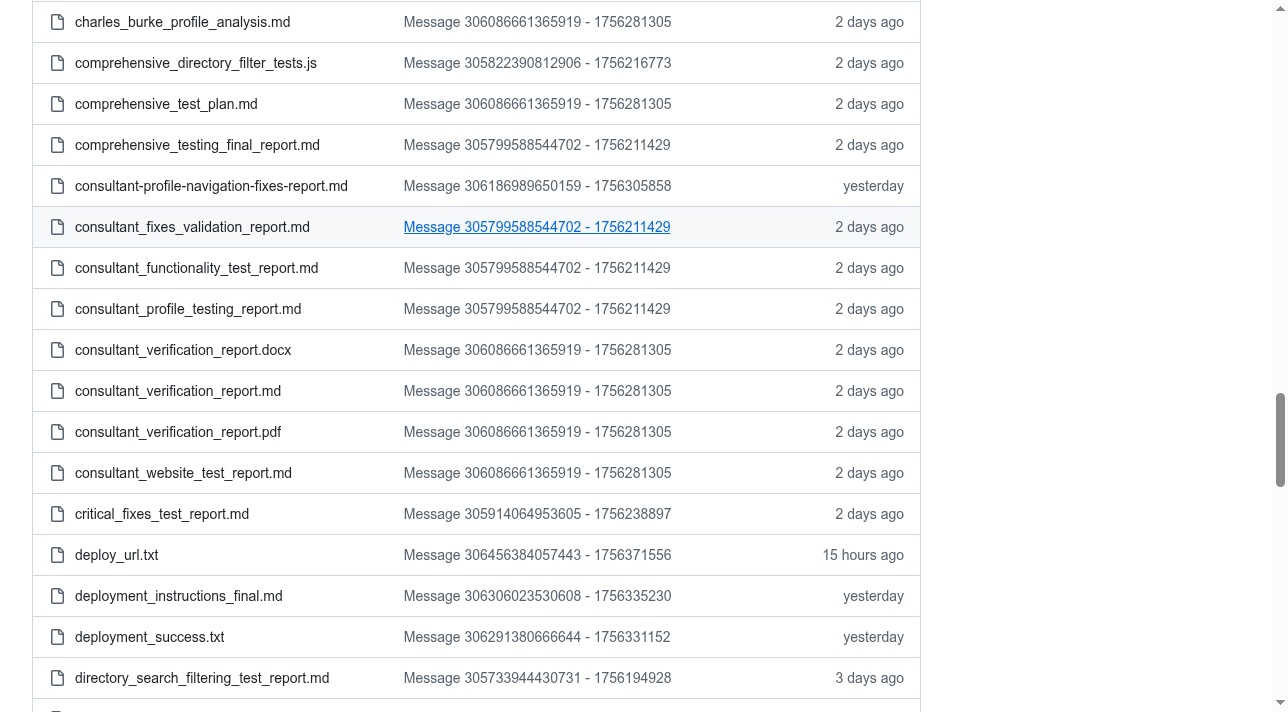 charles_burke_profile_analysis.md Message 306086661365919 - 1756281305 2 days ago
comprehensive_directory_filter_tests.js Message 305822390812906 - 1756216773 2 days ago
comprehensive_test_plan.md Message 306086661365919 - 1756281305 2 days ago
comprehensive_testing_final_report.md Message 305799588544702 - 1756211429 2 days ago
consultant-profile-navigation-fixes-report.md Message 306186989650159 - 1756305858 yesterday
consultant_fixes_validation_report.md Message 305799588544702 - 1756211429 2 days ago
consultant_functionality_test_report.md Message 305799588544702 - 1756211429 2 days ago
consultant_profile_testing_report.md Message 305799588544702 - 1756211429 2 days ago
consultant_verification_report.docx Message 306086661365919 - 1756281305 2 days ago
consultant_verification_report.md Message 306086661365919 - 1756281305 2 days ago
consultant_verification_report.pdf Message 306086661365919 - 1756281305 2 days ago
consultant_website_test_report.md Message 306086661365919 - 1756281305 2 days ago
critical_fixes_test_report.md Message 305914064953605 - 1756238897 2 days ago
deploy_url.txt Message 306456384057443 - 1756371556 15 hours ago
deployment_instructions_final.md Message 306306023530608 - 1756335230 yesterday
deployment_success.txt Message 306291380666644 - 1756331152 yesterday
directory_search_filtering_test_report.md Message 305733944430731 - 1756194928 3 days ago